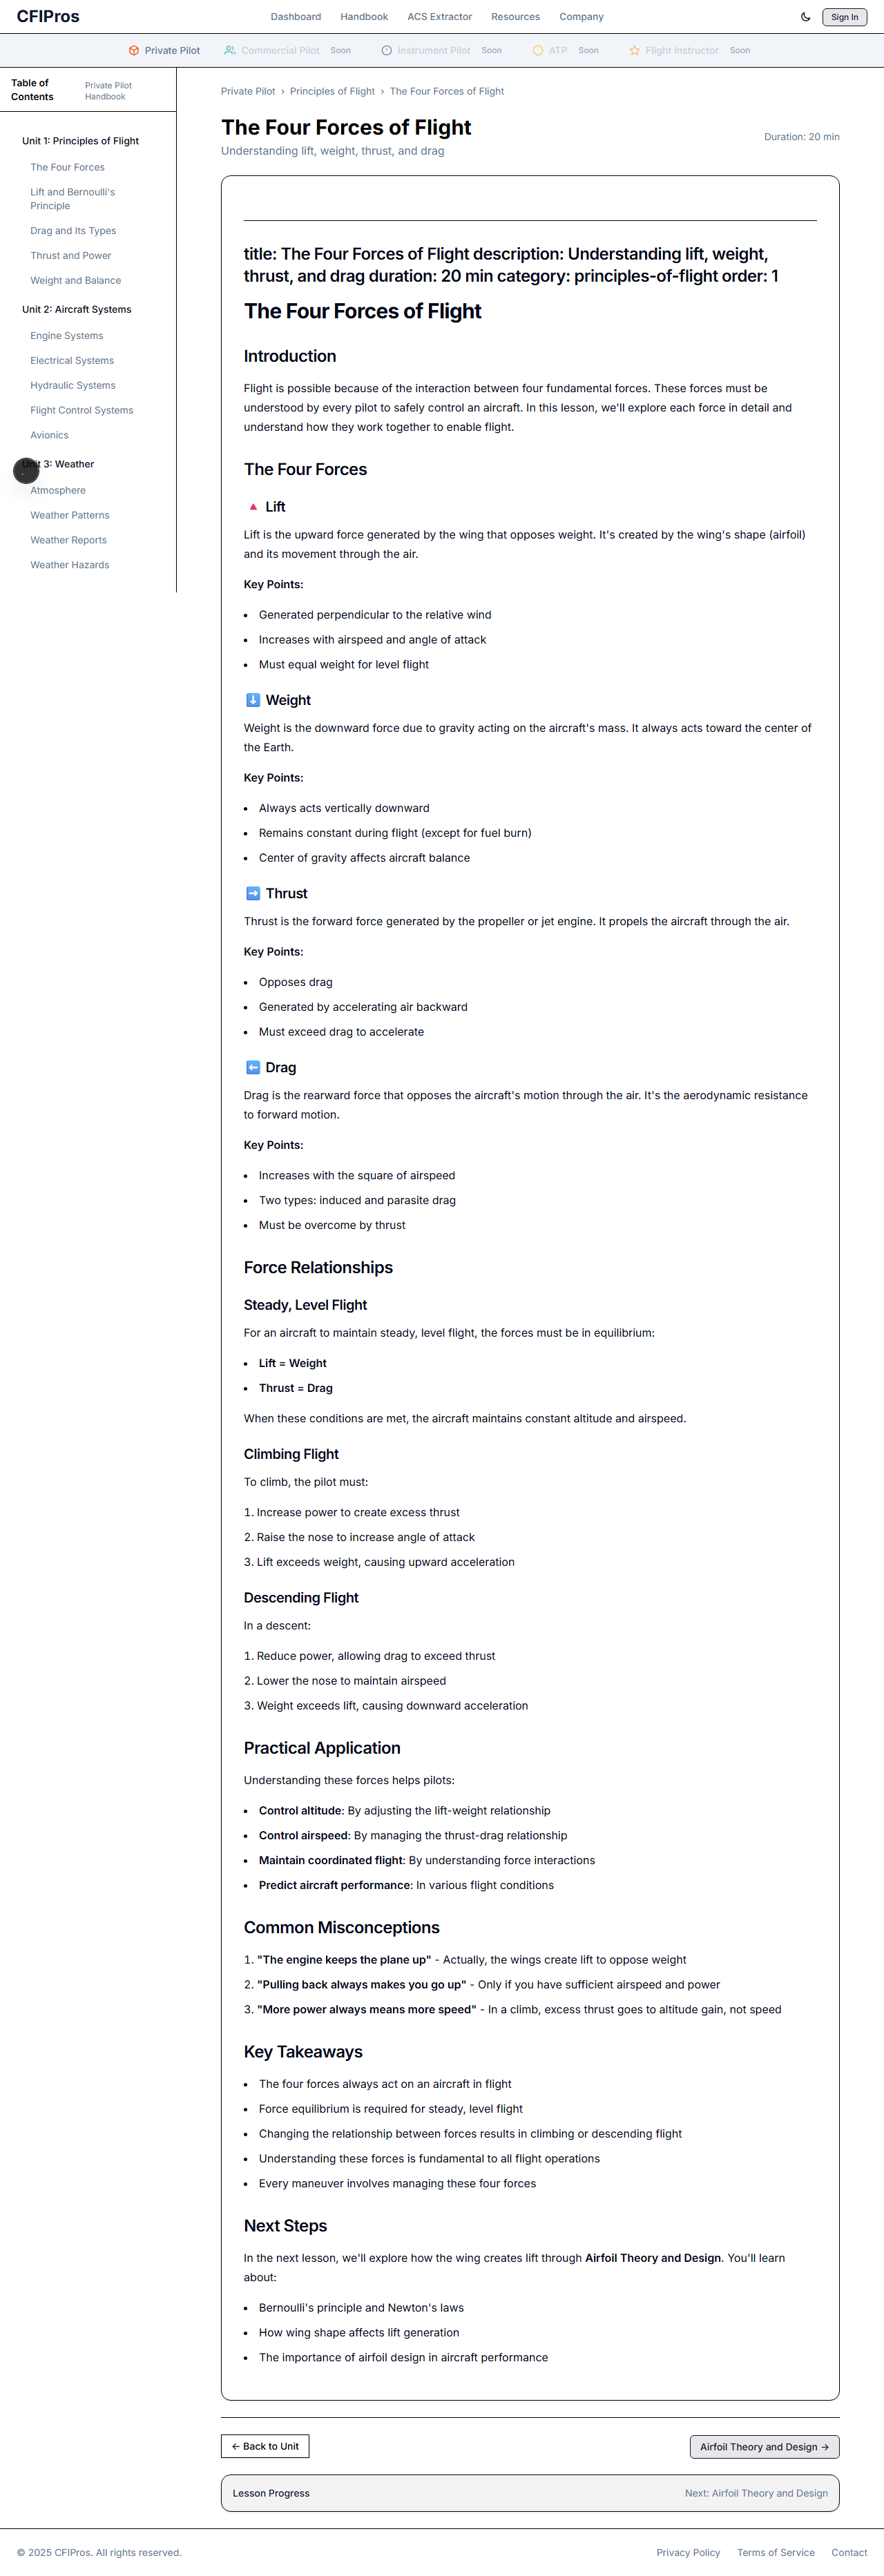 CFIPros
Dashboard Handbook ACS Extractor Resources Company
Sign In
Private Pilot Commercial Pilot Soon Instrument Pilot Soon ATP Soon Flight Instructor Soon
Table of
Contents
Private Pilot
Handbook
Unit 1: Principles of Flight
The Four Forces
Lift and Bernoulli's
Principle
Drag and Its Types
Thrust and Power
Weight and Balance
Unit 2: Aircraft Systems
Engine Systems
Electrical Systems
Hydraulic Systems
Flight Control Systems
Avionics
Unit 3: Weather
Atmosphere
Weather Patterns
Weather Reports
Weather Hazards
Private Pilot › Principles of Flight › The Four Forces of Flight
The Four Forces of Flight
Understanding lift, weight, thrust, and drag
Duration: 20 min
title: The Four Forces of Flight description: Understanding lift, weight,
thrust, and drag duration: 20 min category: principles-of-flight order: 1
The Four Forces of Flight
Introduction
Flight is possible because of the interaction between four fundamental forces. These forces must be
understood by every pilot to safely control an aircraft. In this lesson, we'll explore each force in detail and
understand how they work together to enable flight.
The Four Forces
🔺 Lift
Lift is the upward force generated by the wing that opposes weight. It's created by the wing's shape (airfoil)
and its movement through the air.
Key Points:
• Generated perpendicular to the relative wind
• Increases with airspeed and angle of attack
• Must equal weight for level flight
⬇️ Weight
Weight is the downward force due to gravity acting on the aircraft's mass. It always acts toward the center of
the Earth.
Key Points:
• Always acts vertically downward
• Remains constant during flight (except for fuel burn)
• Center of gravity affects aircraft balance
➡️ Thrust
Thrust is the forward force generated by the propeller or jet engine. It propels the aircraft through the air.
Key Points:
• Opposes drag
• Generated by accelerating air backward
• Must exceed drag to accelerate
⬅️ Drag
Drag is the rearward force that opposes the aircraft's motion through the air. It's the aerodynamic resistance
to forward motion.
Key Points:
• Increases with the square of airspeed
• Two types: induced and parasite drag
• Must be overcome by thrust
Force Relationships
Steady, Level Flight
For an aircraft to maintain steady, level flight, the forces must be in equilibrium:
• Lift = Weight
• Thrust = Drag
When these conditions are met, the aircraft maintains constant altitude and airspeed.
Climbing Flight
To climb, the pilot must:
1. Increase power to create excess thrust
2. Raise the nose to increase angle of attack
3. Lift exceeds weight, causing upward acceleration
Descending Flight
In a descent:
1. Reduce power, allowing drag to exceed thrust
2. Lower the nose to maintain airspeed
3. Weight exceeds lift, causing downward acceleration
Practical Application
Understanding these forces helps pilots:
• Control altitude: By adjusting the lift-weight relationship
• Control airspeed: By managing the thrust-drag relationship
• Maintain coordinated flight: By understanding force interactions
• Predict aircraft performance: In various flight conditions
Common Misconceptions
1. "The engine keeps the plane up" - Actually, the wings create lift to oppose weight
2. "Pulling back always makes you go up" - Only if you have sufficient airspeed and power
3. "More power always means more speed" - In a climb, excess thrust goes to altitude gain, not speed
Key Takeaways
• The four forces always act on an aircraft in flight
• Force equilibrium is required for steady, level flight
• Changing the relationship between forces results in climbing or descending flight
• Understanding these forces is fundamental to all flight operations
• Every maneuver involves managing these four forces
Next Steps
In the next lesson, we'll explore how the wing creates lift through Airfoil Theory and Design. You'll learn
about:
• Bernoulli's principle and Newton's laws
• How wing shape affects lift generation
• The importance of airfoil design in aircraft performance
← Back to Unit
Airfoil Theory and Design →
Lesson Progress
Next: Airfoil Theory and Design
© 2025 CFIPros. All rights reserved.
Privacy Policy Terms of Service Contact